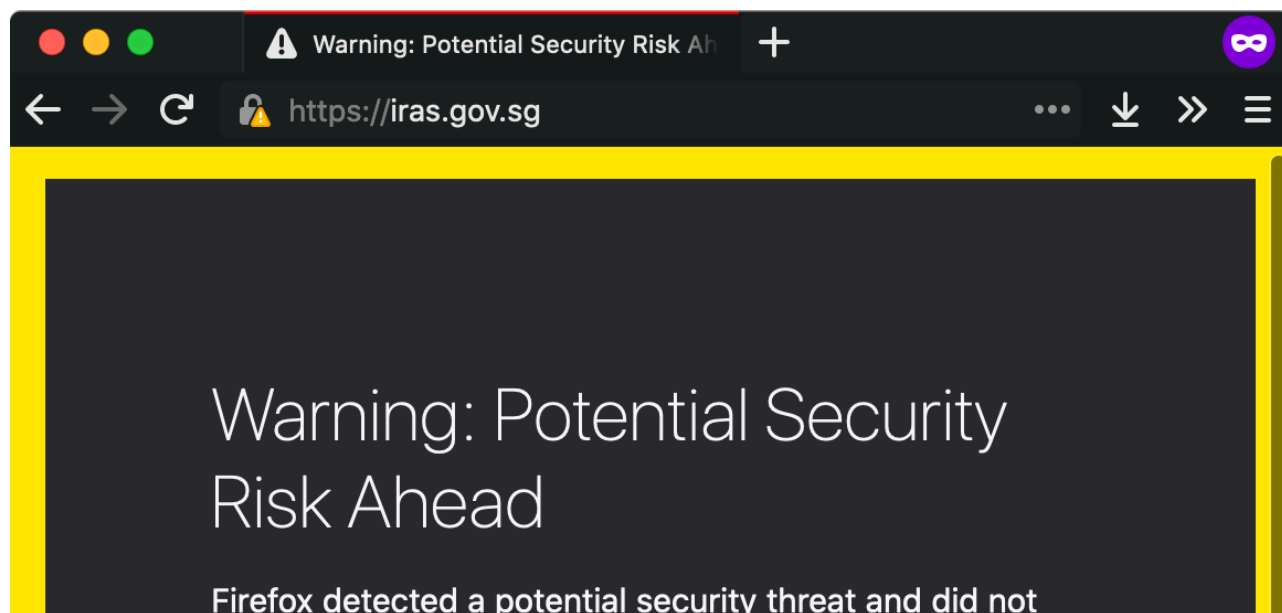 Warning: Potential Security Risk Ah
https://iras.gov.sg
Warning: Potential Security
Risk Ahead
Firefox detected a potential security threat and did not